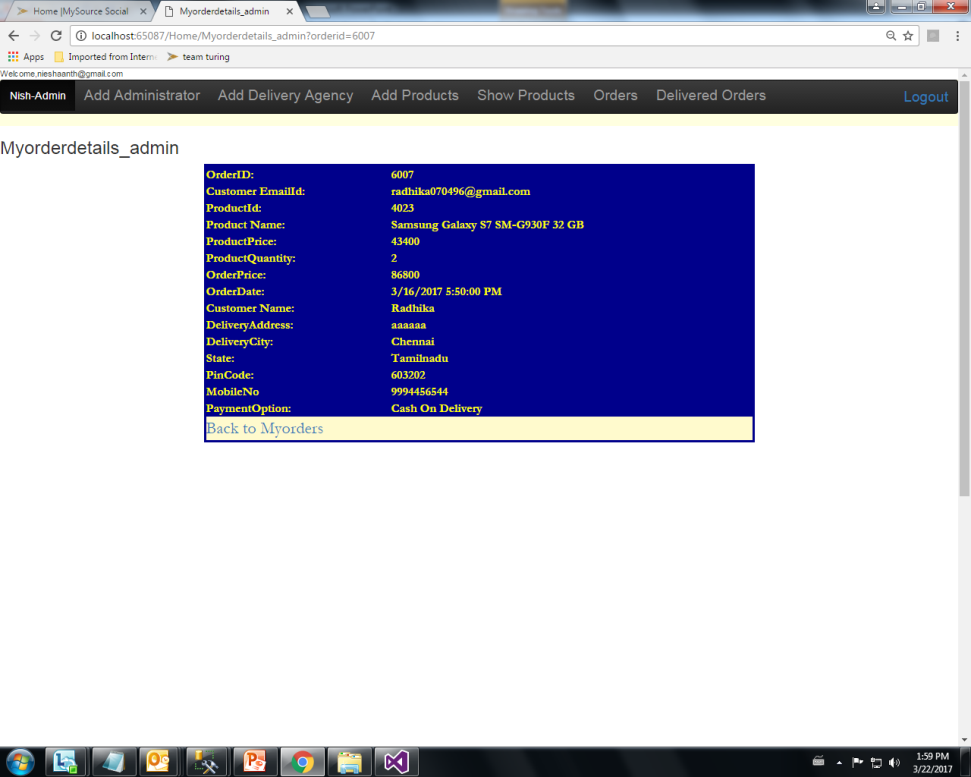 Home |MySource Social
Myorderdetails_admin
localhost:65087/Home/Myorderdetails_admin?orderid=6007
Apps Imported from Intern team turing
Welcome,nieshaanth@gmail.com
Nish-Admin Add Administrator Add Delivery Agency Add Products Show Products Orders Delivered Orders Logout
Myorderdetails_admin
OrderID: 6007
Customer EmailId: radhika070496@gmail.com
ProductId: 4023
Product Name: Samsung Galaxy S7 SM-G930F 32 GB
ProductPrice: 43400
ProductQuantity: 2
OrderPrice: 86800
OrderDate: 3/16/2017 5:50:00 PM
Customer Name: Radhika
DeliveryAddress: aaaaaa
DeliveryCity: Chennai
State: Tamilnadu
PinCode: 603202
MobileNo 9994456544
PaymentOption: Cash On Delivery
Back to Myorders
1:59 PM
3/22/2017